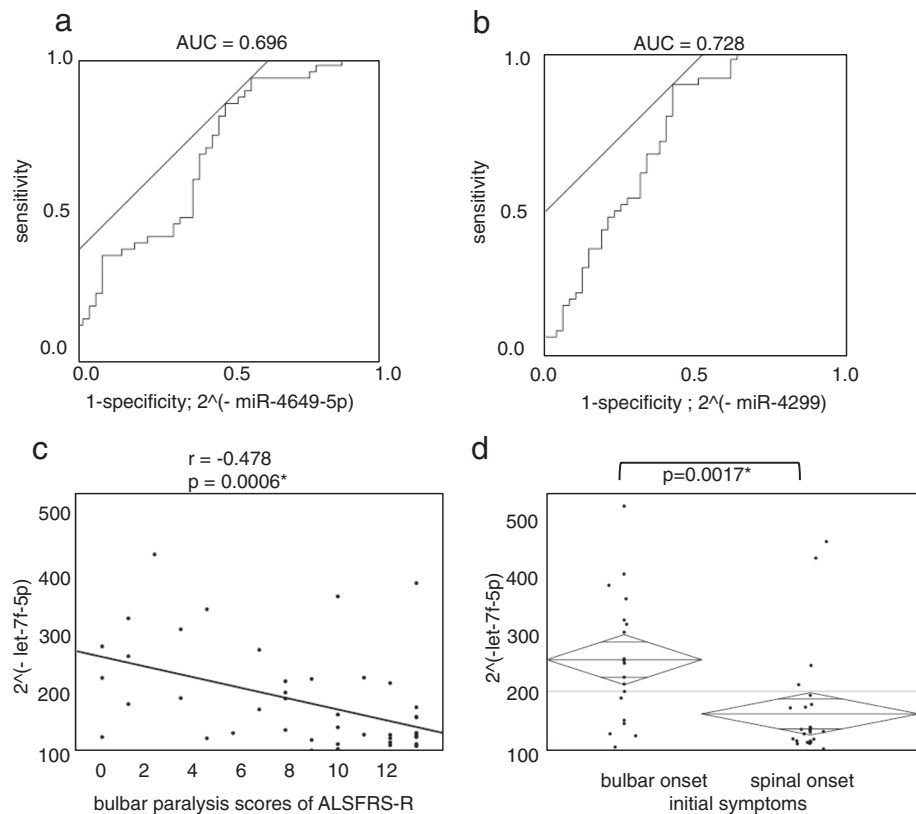 a
AUC = 0.696
1.0
0.5
0.0
sensitivity
0.0
0.5
1.0
1-specificity; 2^(- miR-4649-5p)
b
AUC = 0.728
1.0
0.5
0.0
sensitivity
0.0
0.5
1.0
1-specificity ; 2^(- miR-4299)
c
r = -0.478
p = 0.0006*
500
400
300
200
100
2^(- let-7f-5p)
0 2 4 6 8 10 12
bulbar paralysis scores of ALSFRS-R
d
p=0.0017*
500
400
300
200
100
2^(-let-7f-5p)
bulbar onset spinal onset
initial symptoms